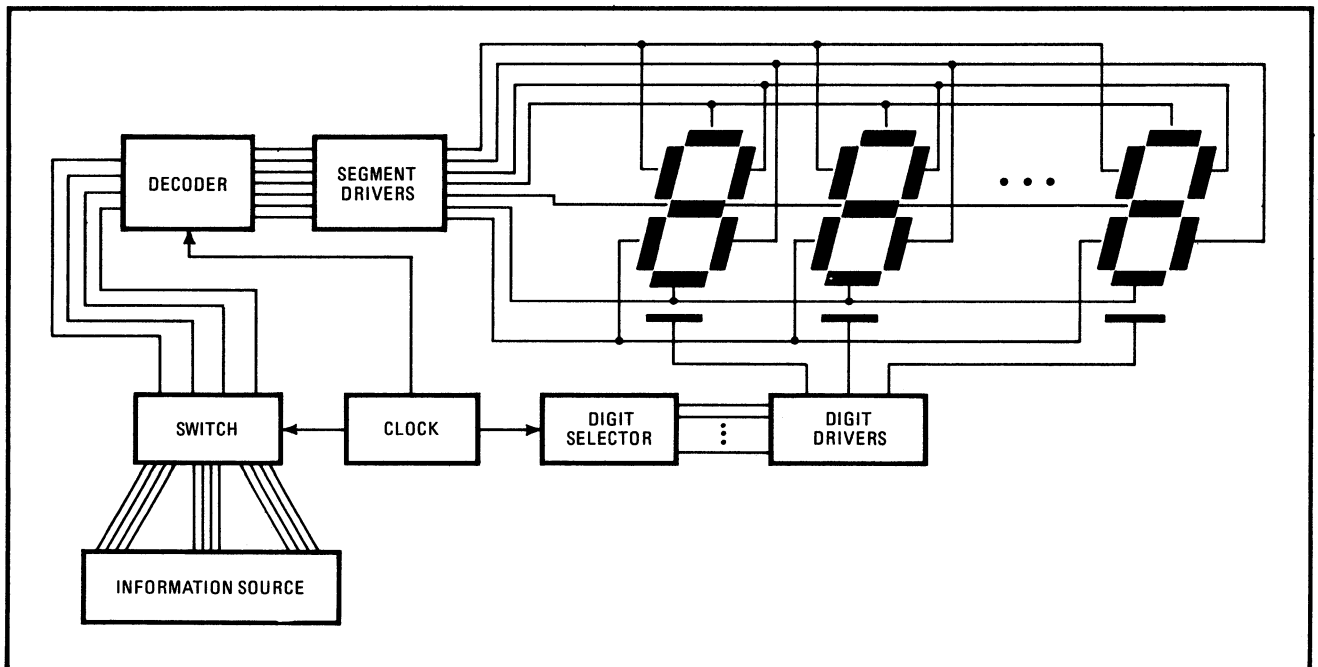 DECODER
SEGMENT
DRIVERS
SWITCH
CLOCK
DIGIT
SELECTOR
DIGIT
DRIVERS
INFORMATION SOURCE